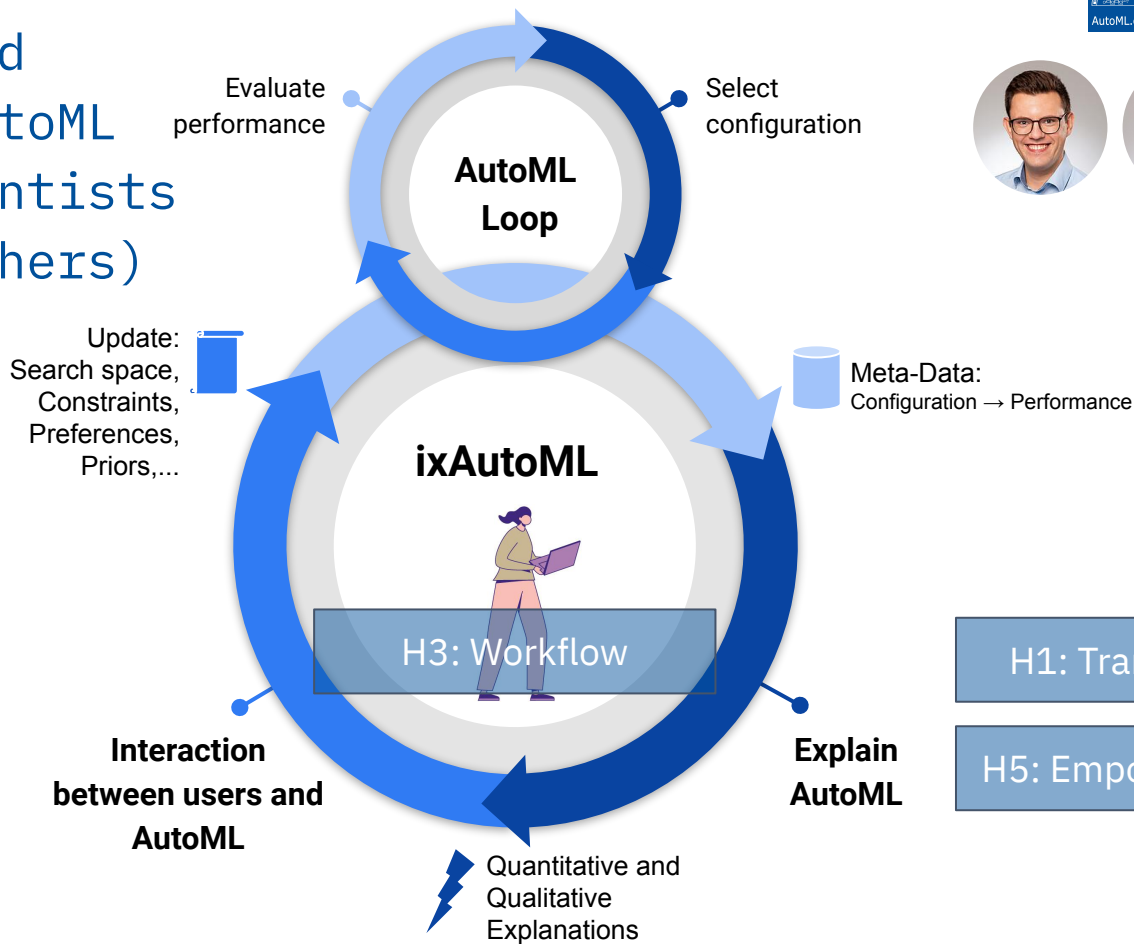 d
toML
ntists
hers)
AutoML.
Evaluate
performance
Select
configuration
AutoML
Loop
Update:
Search space,
Constraints,
Preferences,
Priors,...
Meta-Data:
Configuration → Performance
ixAutoML
H3: Workflow
H1: Tra
H5: Empo
Interaction
between users and
AutoML
Explain
AutoML
Quantitative and
Qualitative
Explanations